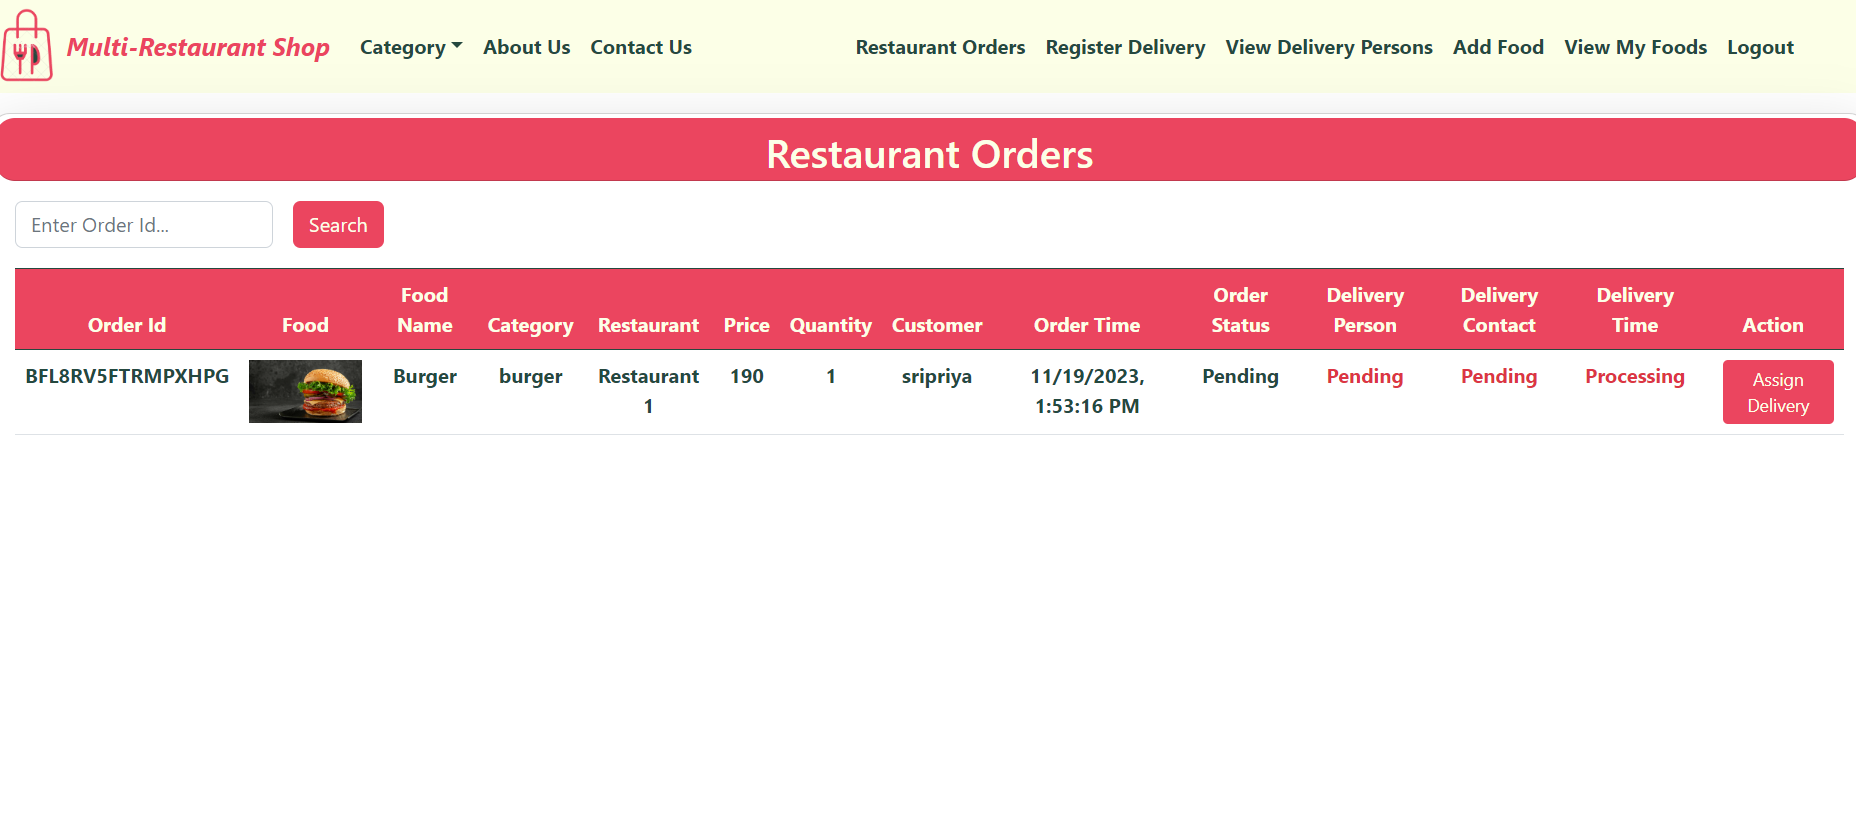 Multi-Restaurant Shop Category About Us Contact Us Restaurant Orders Register Delivery View Delivery Persons Add Food View My Foods Logout
Restaurant Orders
Enter Order Id... Search
Order Id Food Food Name Category Restaurant Price Quantity Customer Order Time Order Status Delivery Person Delivery Contact Delivery Time Action
BFL8RV5FTRMPXHPG Burger burger Restaurant 1 190 1 sripriya 11/19/2023, 1:53:16 PM Pending Pending Pending Processing Assign Delivery